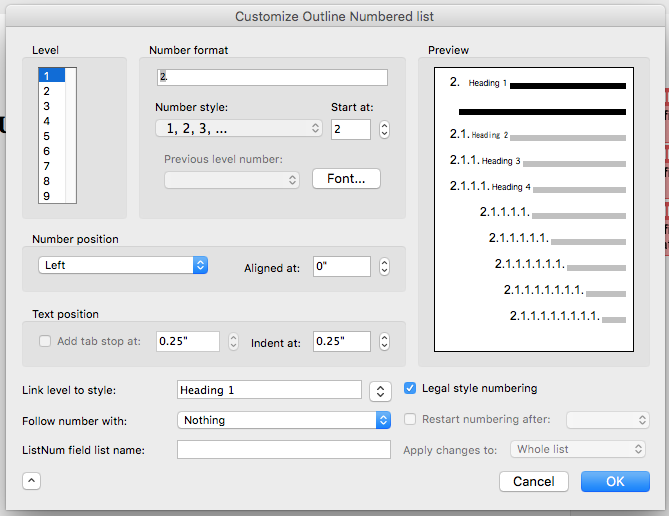 Customize Outline Numbered list
Level
Number format
Preview
1
2
3
4
5
6
7
8
9
2.
Number style:
Start at:
1, 2, 3, ...
2
Previous level number:
Font...
2. Heading 1
2.1. Heading 2
2.1.1. Heading 3
2.1.1.1. Heading 4
2.1.1.1.1.
2.1.1.1.1.1.
2.1.1.1.1.1.1.
2.1.1.1.1.1.1.1.
2.1.1.1.1.1.1.1.1.
Number position
Left
Aligned at:
0"
Text position
Add tab stop at:
0.25"
Indent at:
0.25"
Link level to style:
Heading 1
Legal style numbering
Follow number with:
Nothing
Restart numbering after:
ListNum field list name:
Apply changes to:
Whole list
Cancel
OK